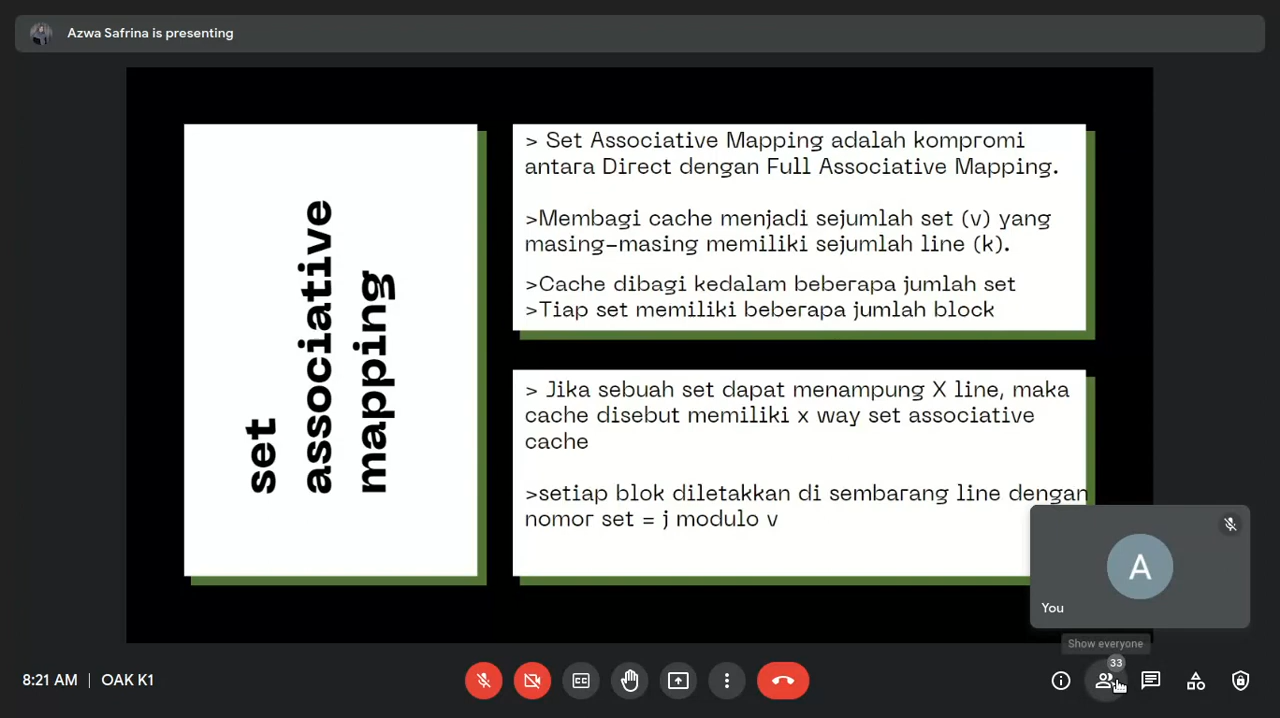 Azwa Safrina is presenting
set
associative
mapping
> Set Associative Mapping adalah kompromi
antara Direct dengan Full Associative Mapping.
>Membagi cache menjadi sejumlah set (v) yang
masing-masing memiliki sejumlah line (k).
>Cache dibagi kedalam beberapa jumlah set
>Tiap set memiliki beberapa jumlah block
> Jika sebuah set dapat menampung X line, maka
cache disebut memiliki x way set associative
cache
>setiap blok diletakkan di sembarang line dengan
nomor set = j modulo v
A
You
Show everyone
33
8:21 AM | OAK K1